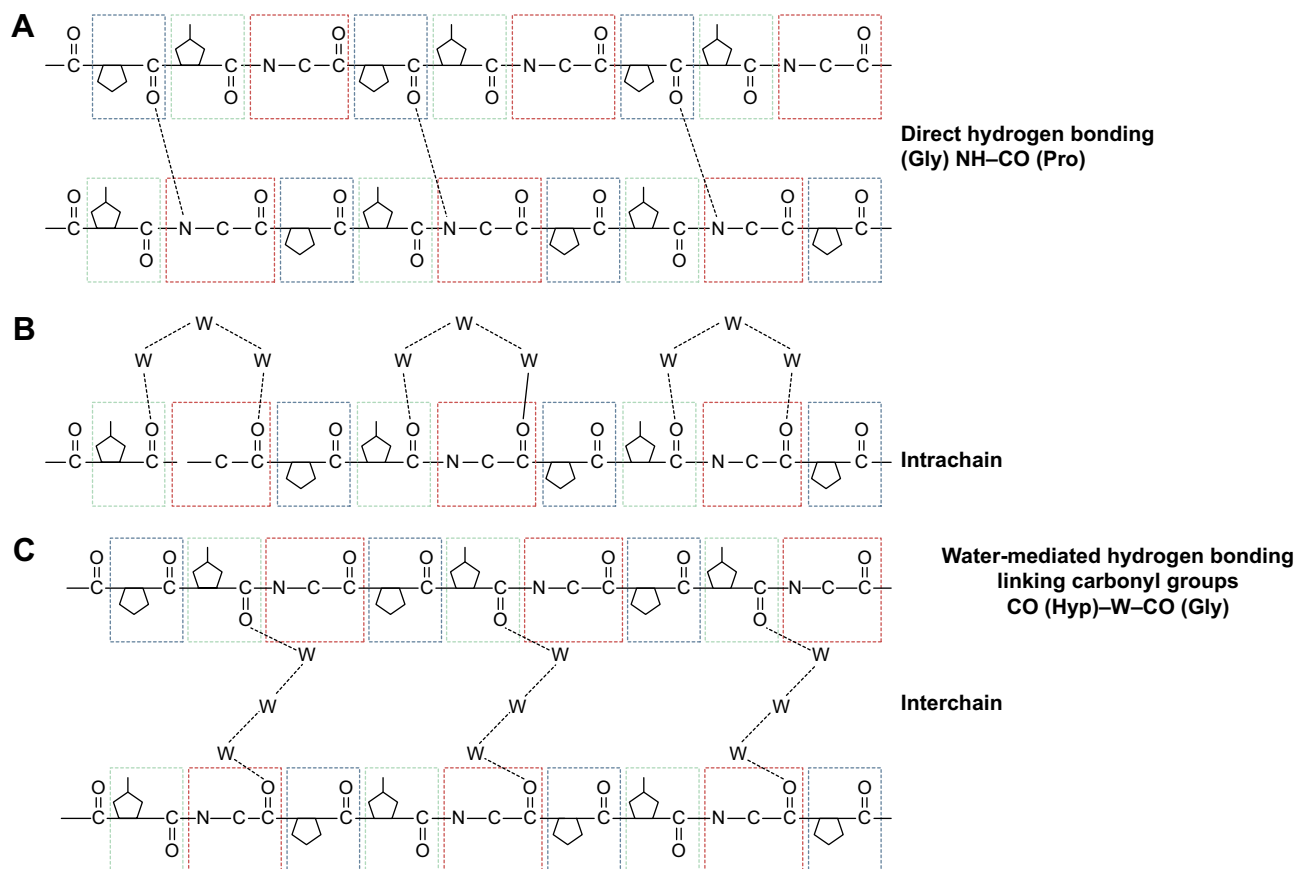 A
O O O O
C C C N C C C C N C C C C N C C
O O O O O O
Direct hydrogen bonding
(Gly) NH–CO (Pro)
O O O O O O O
C C N C C C C N C C C C N C C C
O O O
B
W W W
W W W W W W
O O O O O O O O O O
C C C C C C N C C C C N C C C
Intrachain
C
O O O O O O O
C C C N C C C C N C C C C N C C
O O O
Water-mediated hydrogen bonding
linking carbonyl groups
CO (Hyp)–W–CO (Gly)
W W W
W W W
Interchain
W W W
O O O O O O O
C C N C C C C N C C C C N C C C
O O O